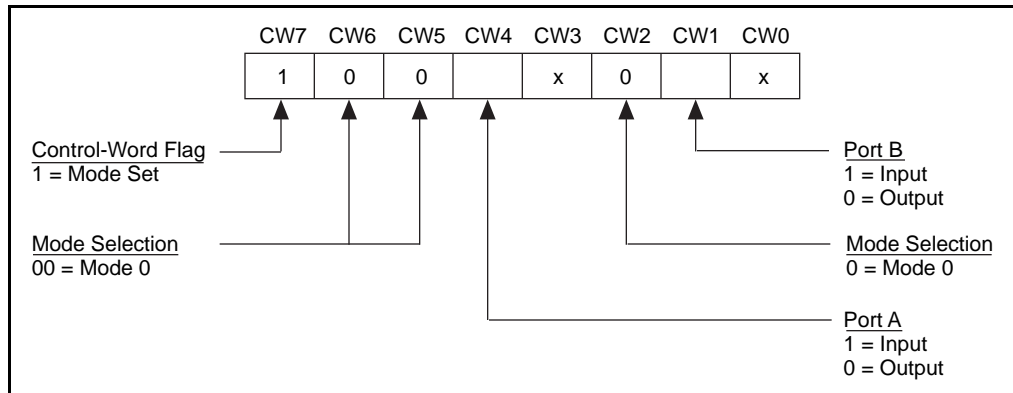 CW7 CW6 CW5 CW4 CW3 CW2 CW1 CW0
1 0 0 x 0 x
Control-Word Flag
1 = Mode Set
Port B
1 = Input
0 = Output
Mode Selection
00 = Mode 0
Mode Selection
0 = Mode 0
Port A
1 = Input
0 = Output